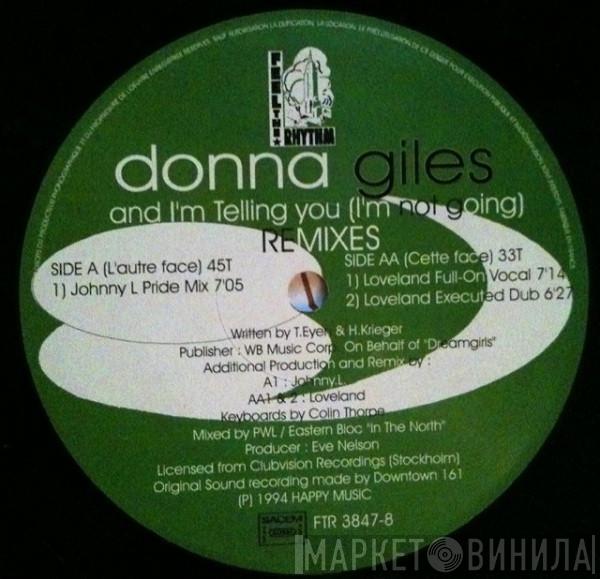 FEEL THE
RHYTHM
donna giles
and I'm Telling you (I'm not going)
REMIXES
SIDE A (L'autre face) 45T
1) Johnny L Pride Mix 7'05
SIDE AA (Cette face) 33T
1) Loveland Full-On Vocal 7'14
2) Loveland Executed Dub 6'27
Written by T.Eyen & H.Krieger
Publisher : WB Music Corp. On Behalf of "Dreamgirls"
Additional Production and Remix by :
A1 : Johnny.L.
AA1 & 2 : Loveland
Keyboards by Colin Thorpe
Mixed by PWL / Eastern Bloc "In The North"
Producer : Eve Nelson
Licensed from Clubvision Recordings (Stockholm)
Original Sound recording made by Downtown 161
(P) 1994 HAPPY MUSIC
SACEM
FTR 3847-8
МАРКЕТ ВИНИЛА